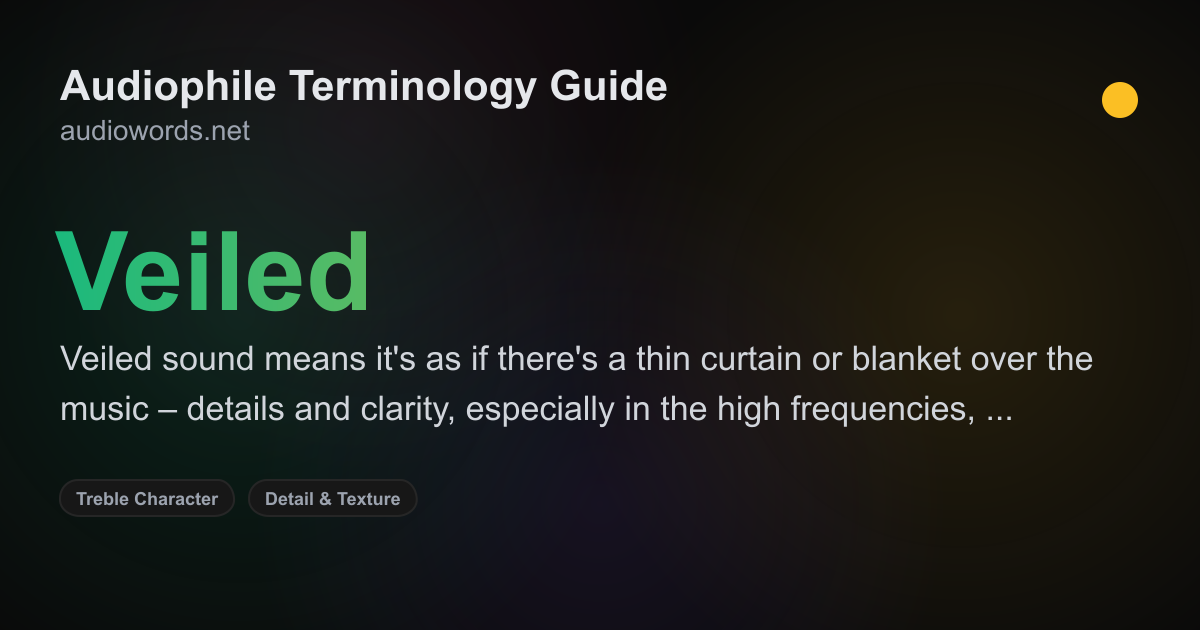 Audiophile Terminology Guide
audiowords.net
Veiled
Veiled sound means it's as if there's a thin curtain or blanket over the
music – details and clarity, especially in the high frequencies, ...
Treble Character
Detail & Texture